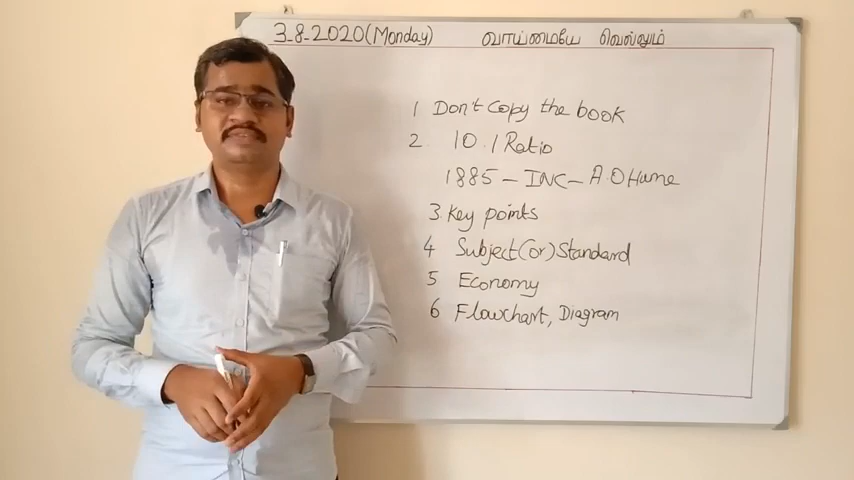 3-8-2020(Monday) வாய்மையே வெல்லும்
1 Don't copy the book
2. 10.1 Ratio
1885 - INC - A.O Hume
3. Key points
4 Subject (or) Standard
5 Economy
6 Flowchart, Diagram